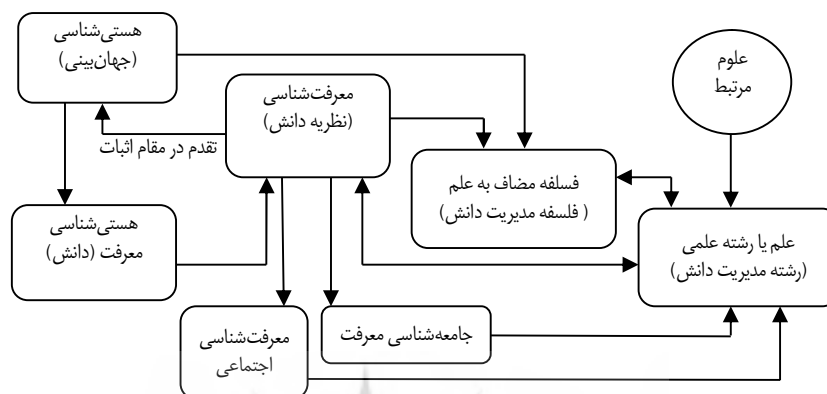 هستی‌شناسی
(جهان‌بینی)
علوم
مرتبط
معرفت‌شناسی
(نظریه دانش)
تقدم در مقام اثبات
فسلفه مضاف به علم
( فلسفه مدیریت دانش)
هستی‌شناسی
معرفت (دانش)
علم یا رشته علمی
(رشته مدیریت دانش)
جامعه‌شناسی معرفت
معرفت‌شناسی
اجتماعی